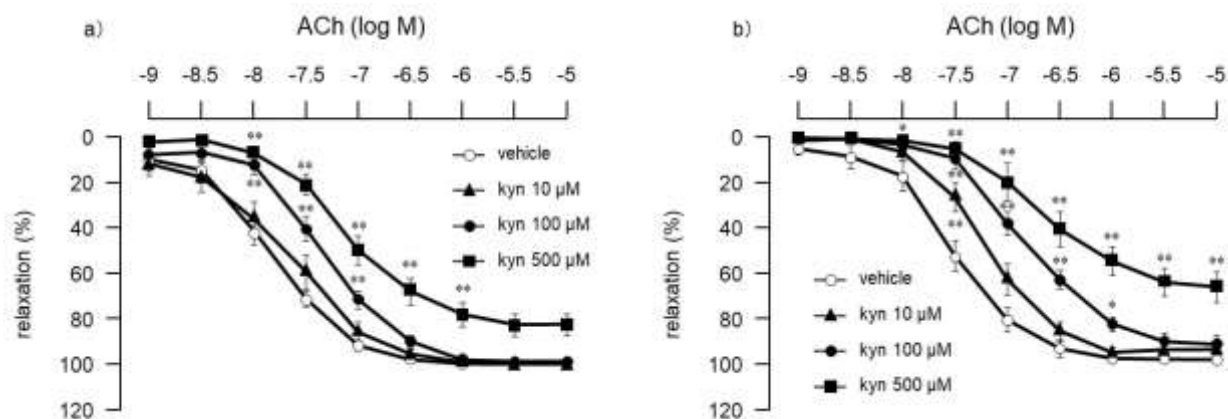 a) ACh (log M)
-9 -8.5 -8 -7.5 -7 -6.5 -6 -5.5 -5
0
20
40
60
80
100
120
relaxation (%)
vehicle
kyn 10 μM
kyn 100 μM
kyn 500 μM
** ** ** ** ** ** ** ** **
b) ACh (log M)
-9 -8.5 -8 -7.5 -7 -6.5 -6 -5.5 -5
0
20
40
60
80
100
120
relaxation (%)
vehicle
kyn 10 μM
kyn 100 μM
kyn 500 μM
* ** ** ** ** ** ** ** ** ** ** *